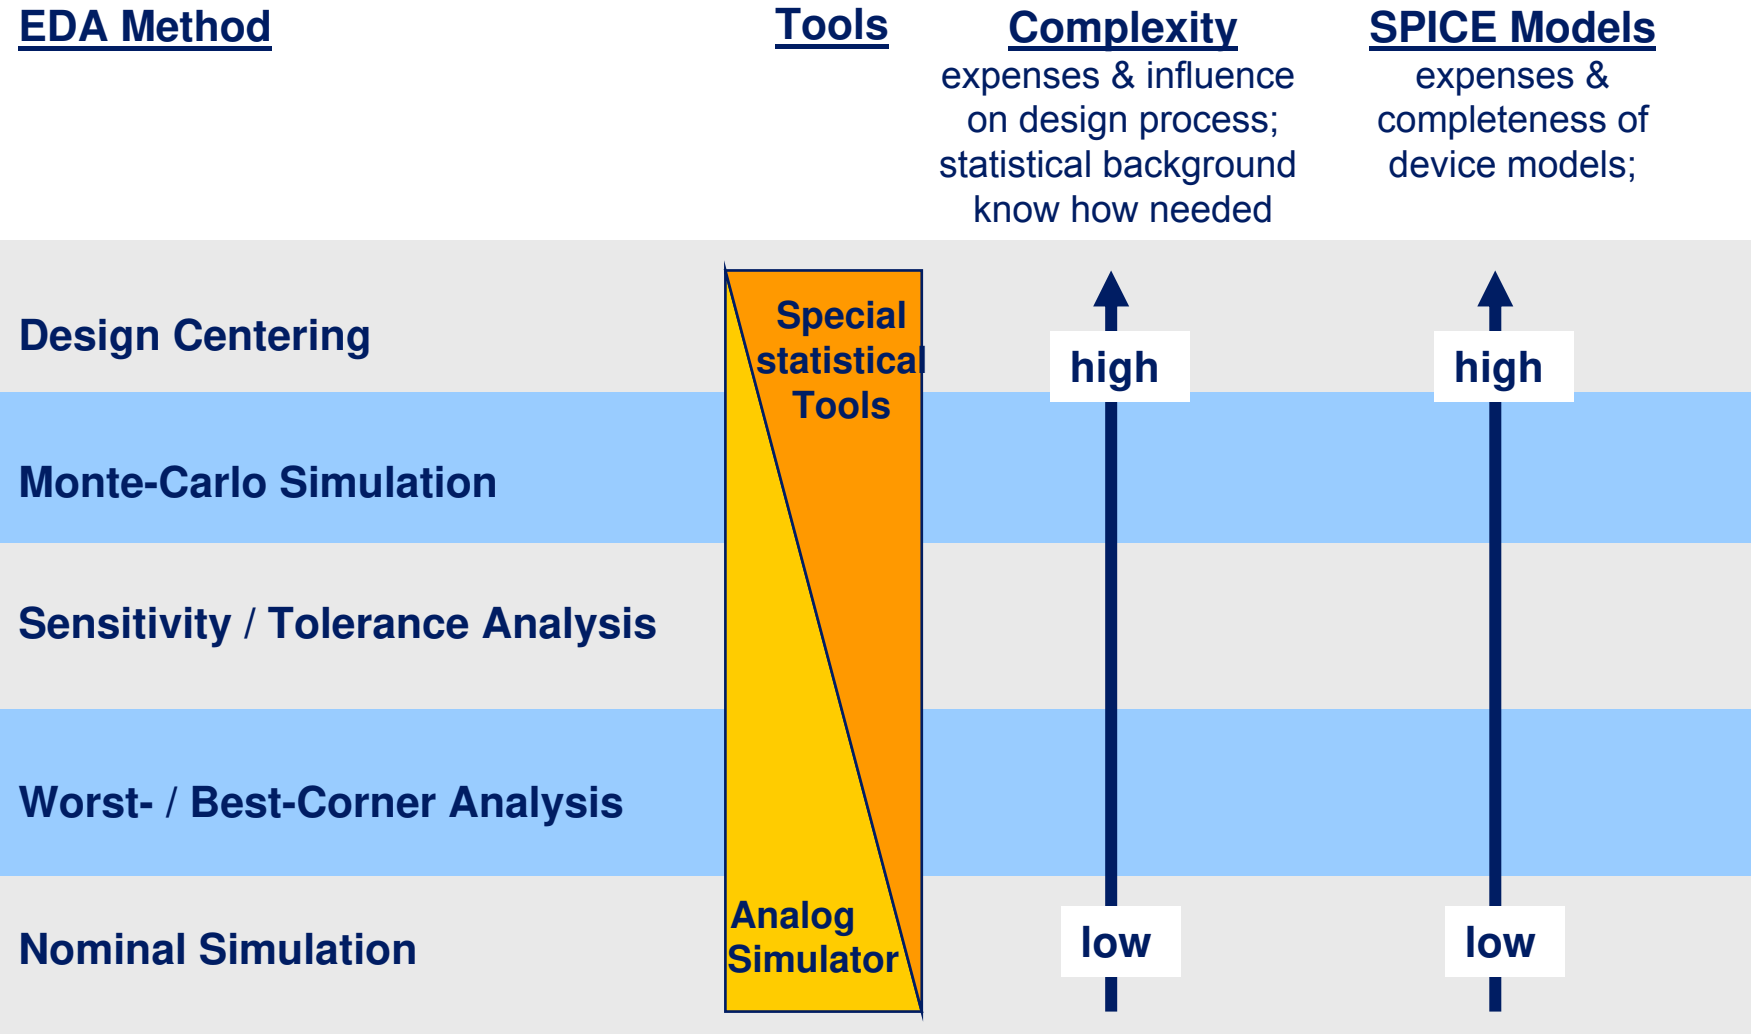 EDA Method
Tools
Complexity
expenses & influence
on design process;
statistical background
know how needed
SPICE Models
expenses &
completeness of
device models;
Design Centering
Special
statistical
Tools
high
high
Monte-Carlo Simulation
Sensitivity / Tolerance Analysis
Worst- / Best-Corner Analysis
Nominal Simulation
Analog
Simulator
low
low